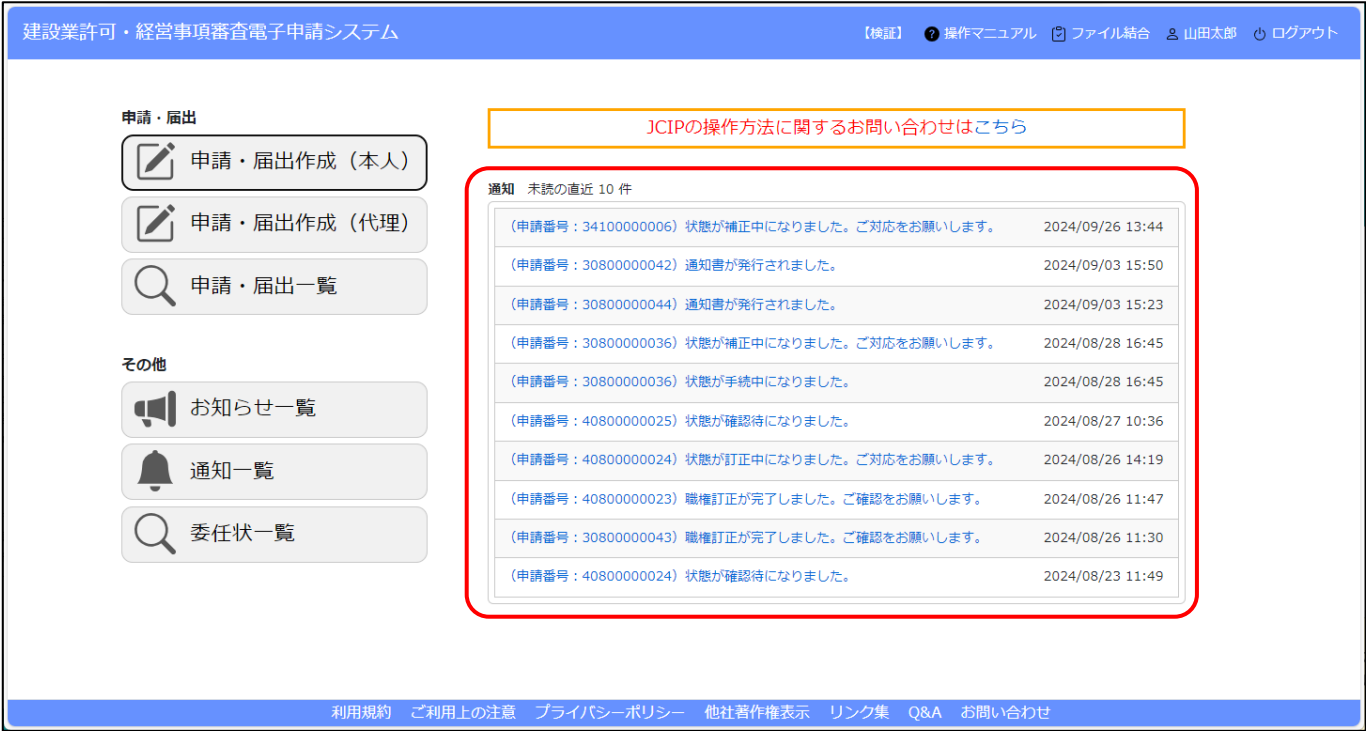 建設業許可・経営事項審査電子申請システム
【検証】 操作マニュアル ファイル結合 山田太郎 ログアウト
申請・届出
申請・届出作成（本人）
申請・届出作成（代理）
申請・届出一覧
その他
お知らせ一覧
通知一覧
委任状一覧
JCIPの操作方法に関するお問い合わせはこちら
通知 未読の直近 10 件
（申請番号：34100000006）状態が補正中になりました。ご対応をお願いします。 2024/09/26 13:44
（申請番号：30800000042）通知書が発行されました。 2024/09/03 15:50
（申請番号：30800000044）通知書が発行されました。 2024/09/03 15:23
（申請番号：30800000036）状態が補正中になりました。ご対応をお願いします。 2024/08/28 16:45
（申請番号：30800000036）状態が手続中になりました。 2024/08/28 16:45
（申請番号：40800000025）状態が確認待になりました。 2024/08/27 10:36
（申請番号：40800000024）状態が訂正中になりました。ご対応をお願いします。 2024/08/26 14:19
（申請番号：40800000023）職権訂正が完了しました。ご確認をお願いします。 2024/08/26 11:47
（申請番号：30800000043）職権訂正が完了しました。ご確認をお願いします。 2024/08/26 11:30
（申請番号：40800000024）状態が確認待になりました。 2024/08/23 11:49
利用規約 ご利用上の注意 プライバシーポリシー 他社著作権表示 リンク集 Q&A お問い合わせ